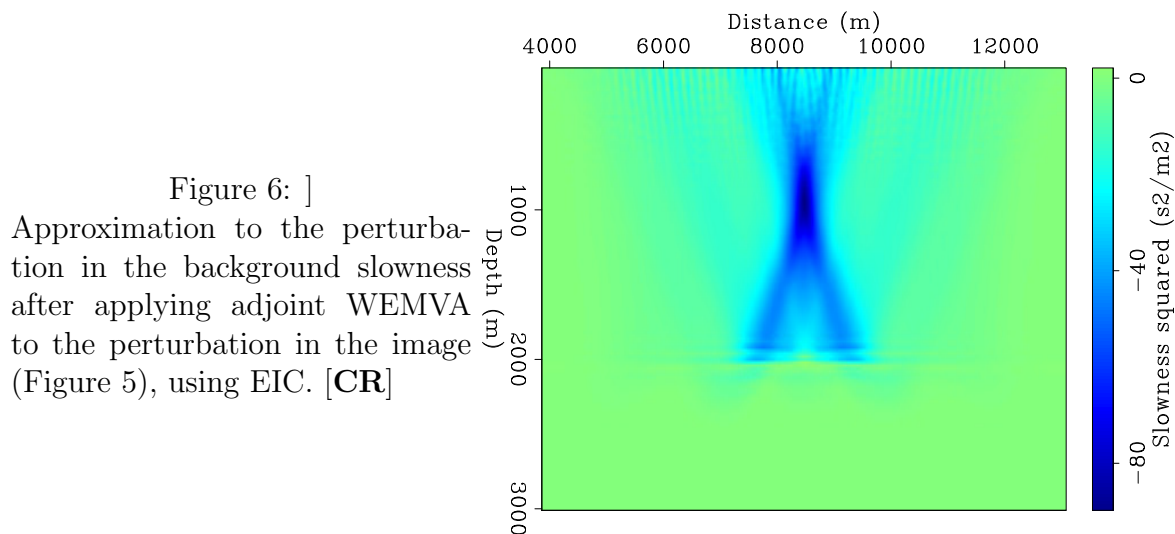 Figure 6: ]
Approximation to the perturba-
tion in the background slowness
after applying adjoint WEMVA
to the perturbation in the image
(Figure 5), using EIC. [CR]
Distance (m)
4000 6000 8000 10000 12000
Depth (m)
1000 2000 3000
0 −40 −80
Slowness squared (s2/m2)